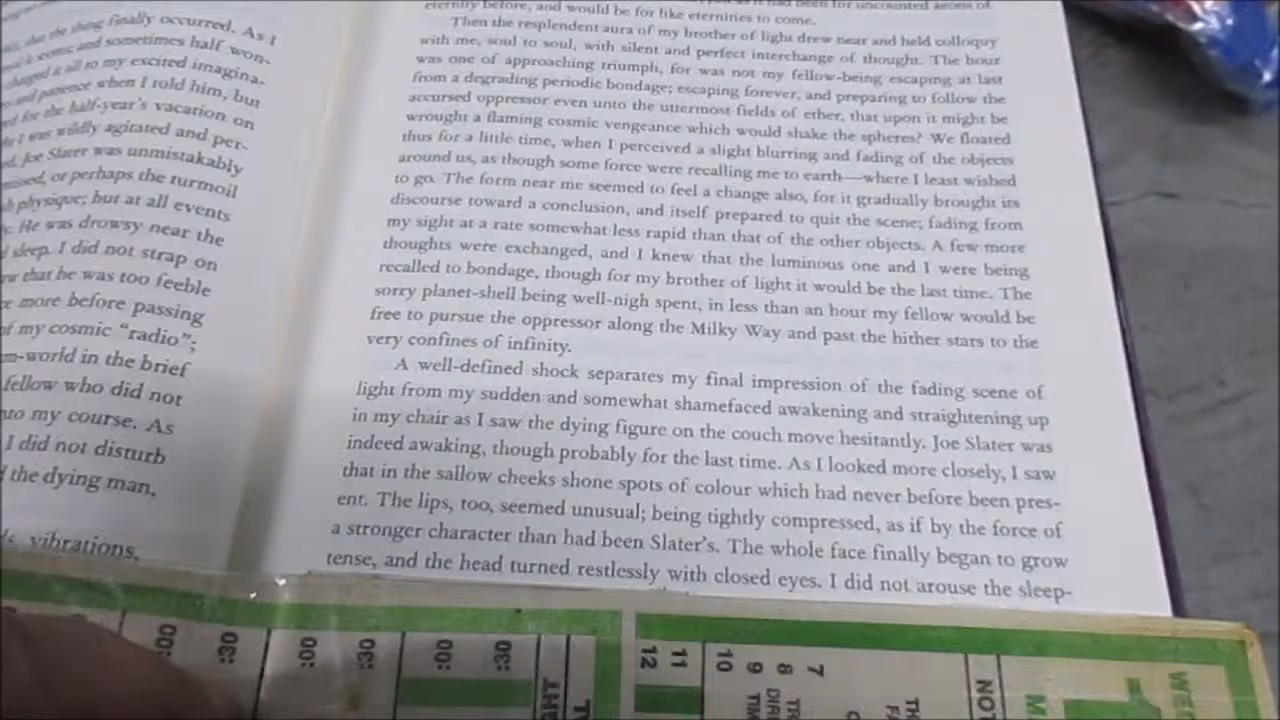 that the thing finally occurred. As I
and sometimes half won-
it all to my excited imagina-
and patience when I told him, but
for the half-year's vacation on
I was wildly agitated and per-
Joe Slater was unmistakably
or perhaps the turmoil
physique; but at all events
He was drowsy near the
sleep. I did not strap on
that he was too feeble
more before passing
of my cosmic "radio";
world in the brief
fellow who did not
to my course. As
I did not disturb
the dying man,
vibrations,
eternity before, and would be for like eternities to come.
Then the resplendent aura of my brother of light drew near and held colloquy
with me, soul to soul, with silent and perfect interchange of thought. The hour
was one of approaching triumph, for was not my fellow-being escaping at last
from a degrading periodic bondage; escaping forever, and preparing to follow the
accursed oppressor even unto the uttermost fields of ether, that upon it might be
wrought a flaming cosmic vengeance which would shake the spheres? We floated
thus for a little time, when I perceived a slight blurring and fading of the objects
around us, as though some force were recalling me to earth—where I least wished
to go. The form near me seemed to feel a change also, for it gradually brought its
discourse toward a conclusion, and itself prepared to quit the scene; fading from
my sight at a rate somewhat less rapid than that of the other objects. A few more
thoughts were exchanged, and I knew that the luminous one and I were being
recalled to bondage, though for my brother of light it would be the last time. The
sorry planet-shell being well-nigh spent, in less than an hour my fellow would be
free to pursue the oppressor along the Milky Way and past the hither stars to the
very confines of infinity.
A well-defined shock separates my final impression of the fading scene of
light from my sudden and somewhat shamefaced awakening and straightening up
in my chair as I saw the dying figure on the couch move hesitantly. Joe Slater was
indeed awaking, though probably for the last time. As I looked more closely, I saw
that in the sallow cheeks shone spots of colour which had never before been pres-
ent. The lips, too, seemed unusual; being tightly compressed, as if by the force of
a stronger character than had been Slater's. The whole face finally began to grow
tense, and the head turned restlessly with closed eyes. I did not arouse the sleep-
:00
:30
:00
:30
:00
:30
12
11
10
9
8
7